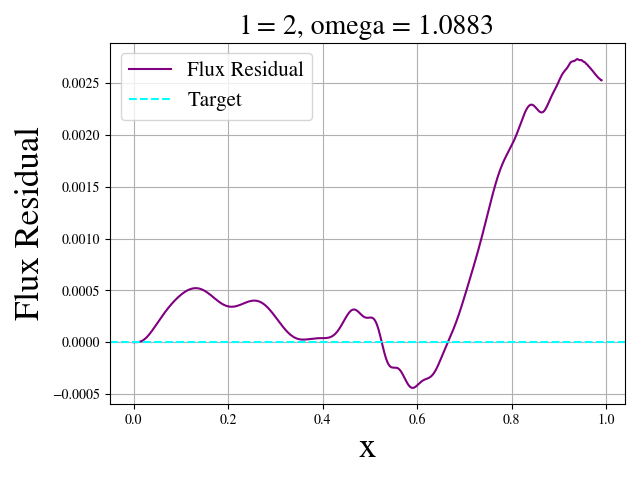 l = 2, omega = 1.0883
Flux Residual
Target
0.0025
0.0020
0.0015
0.0010
0.0005
0.0000
−0.0005
Flux Residual
0.0
0.2
0.4
0.6
0.8
1.0
x